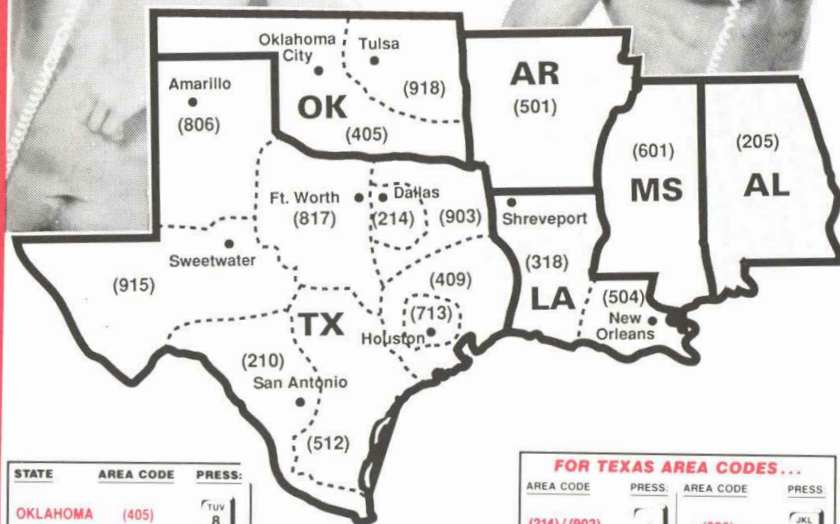 Oklahoma City
Tulsa
(918)
OK
(405)
Amarillo
(806)
AR
(501)
(601)
MS
(205)
AL
Ft. Worth
(817)
Dallas
(214)
(903)
Shreveport
(318)
LA
(504)
New Orleans
Sweetwater
(915)
(409)
(713)
TX
Houston
(210)
San Antonio
(512)
STATE AREA CODE PRESS:
OKLAHOMA (405) TUV 8
FOR TEXAS AREA CODES...
AREA CODE PRESS: AREA CODE PRESS
(214) / (903) JKL